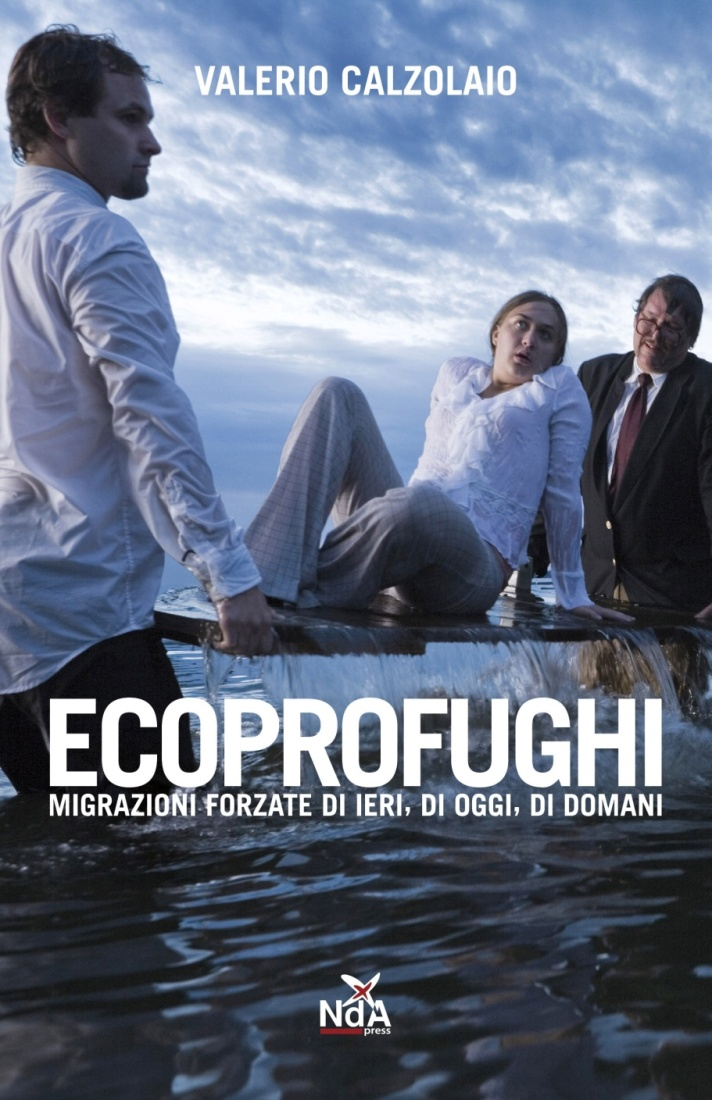 VALERIO CALZOLAIO
ECOPROFUGHI
MIGRAZIONI FORZATE DI IERI, DI OGGI, DI DOMANI
NdA
press